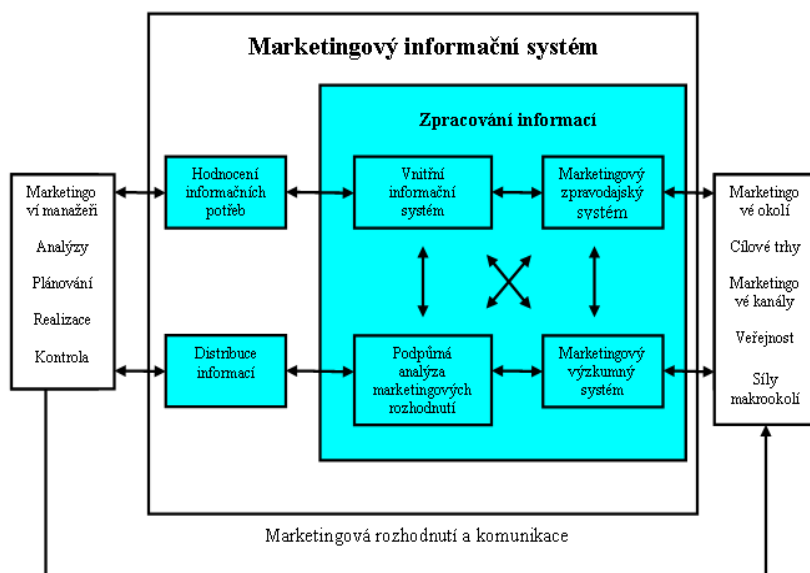 Marketingový informační systém
Zpracování informací
Marketingo
ví manažeři
Analýzy
Plánování
Realizace
Kontrola
Hodnocení
informačních
potřeb
Vnitřní
informační
systém
Marketingový
zpravodajský
systém
Distribuce
informací
Podpůrná
analýza
marketingových
rozhodnutí
Marketingový
výzkumný
systém
Marketingo
vé okolí
Cílové trhy
Marketingo
vé kanály
Veřejnost
Síly
makrookolí
Marketingová rozhodnutí a komunikace